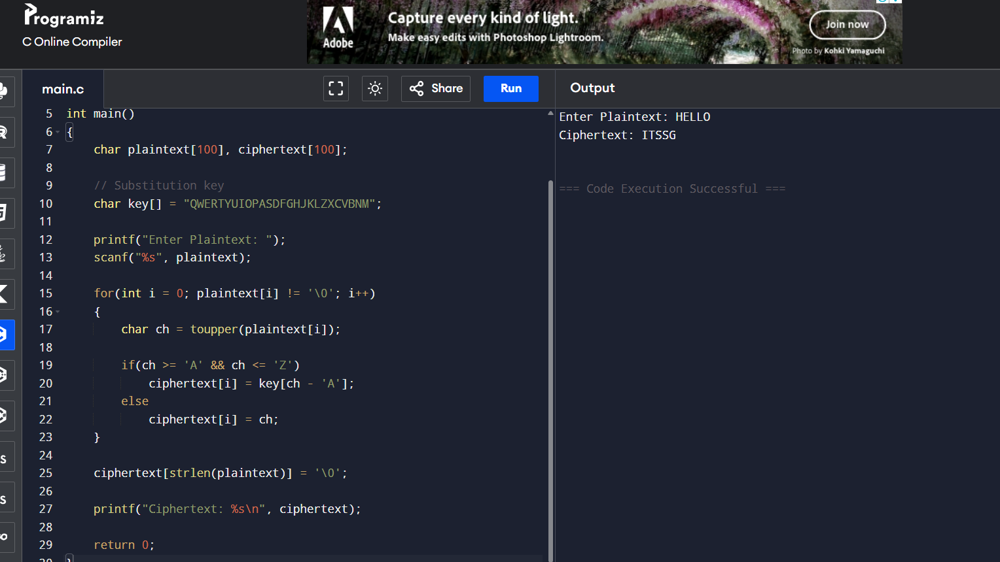 Programiz
C Online Compiler
Adobe
Capture every kind of light.
Make easy edits with Photoshop Lightroom.
Join now
Photo by Kohki Yamaguchi
main.c
Share
Run
Output
5 int main()
6 {
7     char plaintext[100], ciphertext[100];
8
9     // Substitution key
10     char key[] = "QWERTYUIOPASDFGHJKLZXCVBNM";
11
12     printf("Enter Plaintext: ");
13     scanf("%s", plaintext);
14
15     for(int i = 0; plaintext[i] != '\0'; i++)
16     {
17         char ch = toupper(plaintext[i]);
18
19         if(ch >= 'A' && ch <= 'Z')
20             ciphertext[i] = key[ch - 'A'];
21         else
22             ciphertext[i] = ch;
23     }
24
25     ciphertext[strlen(plaintext)] = '\0';
26
27     printf("Ciphertext: %s\n", ciphertext);
28
29     return 0;
30 }
Enter Plaintext: HELLO
Ciphertext: ITSSG
=== Code Execution Successful ===